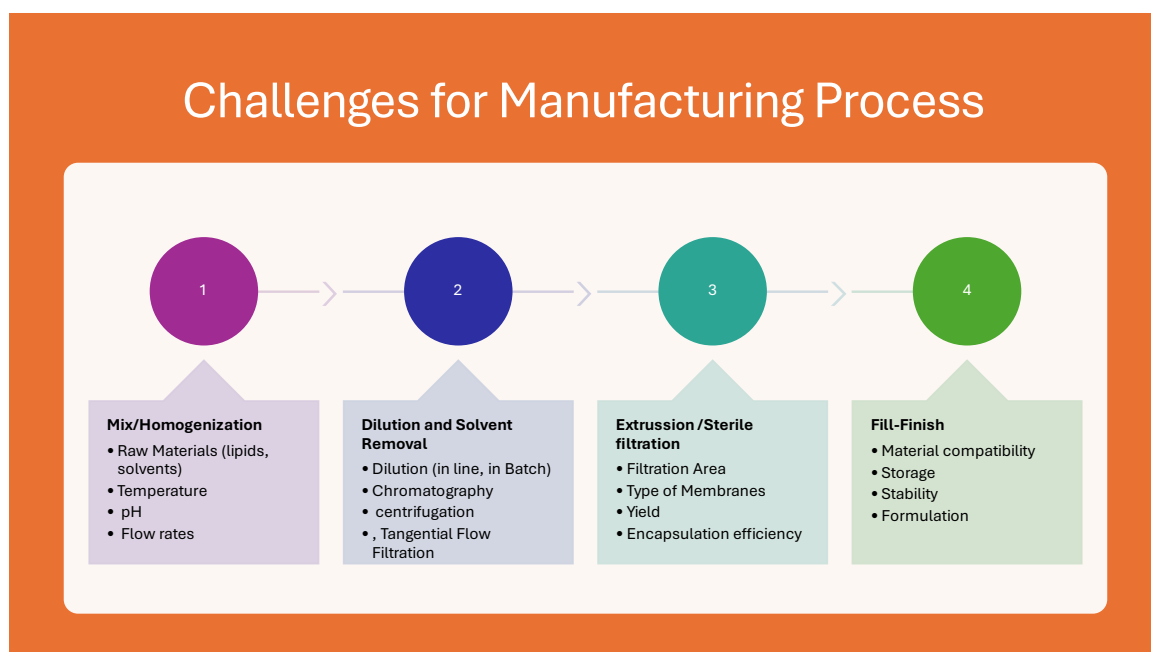 Challenges for Manufacturing Process
1
2
3
4
Mix/Homogenization
• Raw Materials (lipids,
solvents)
• Temperature
• pH
• Flow rates
Dilution and Solvent
Removal
• Dilution (in line, in Batch)
• Chromatography
• centrifugation
• , Tangential Flow
Filtration
Extrussion /Sterile
filtration
• Filtration Area
• Type of Membranes
• Yield
• Encapsulation efficiency
Fill-Finish
• Material compatibility
• Storage
• Stability
• Formulation